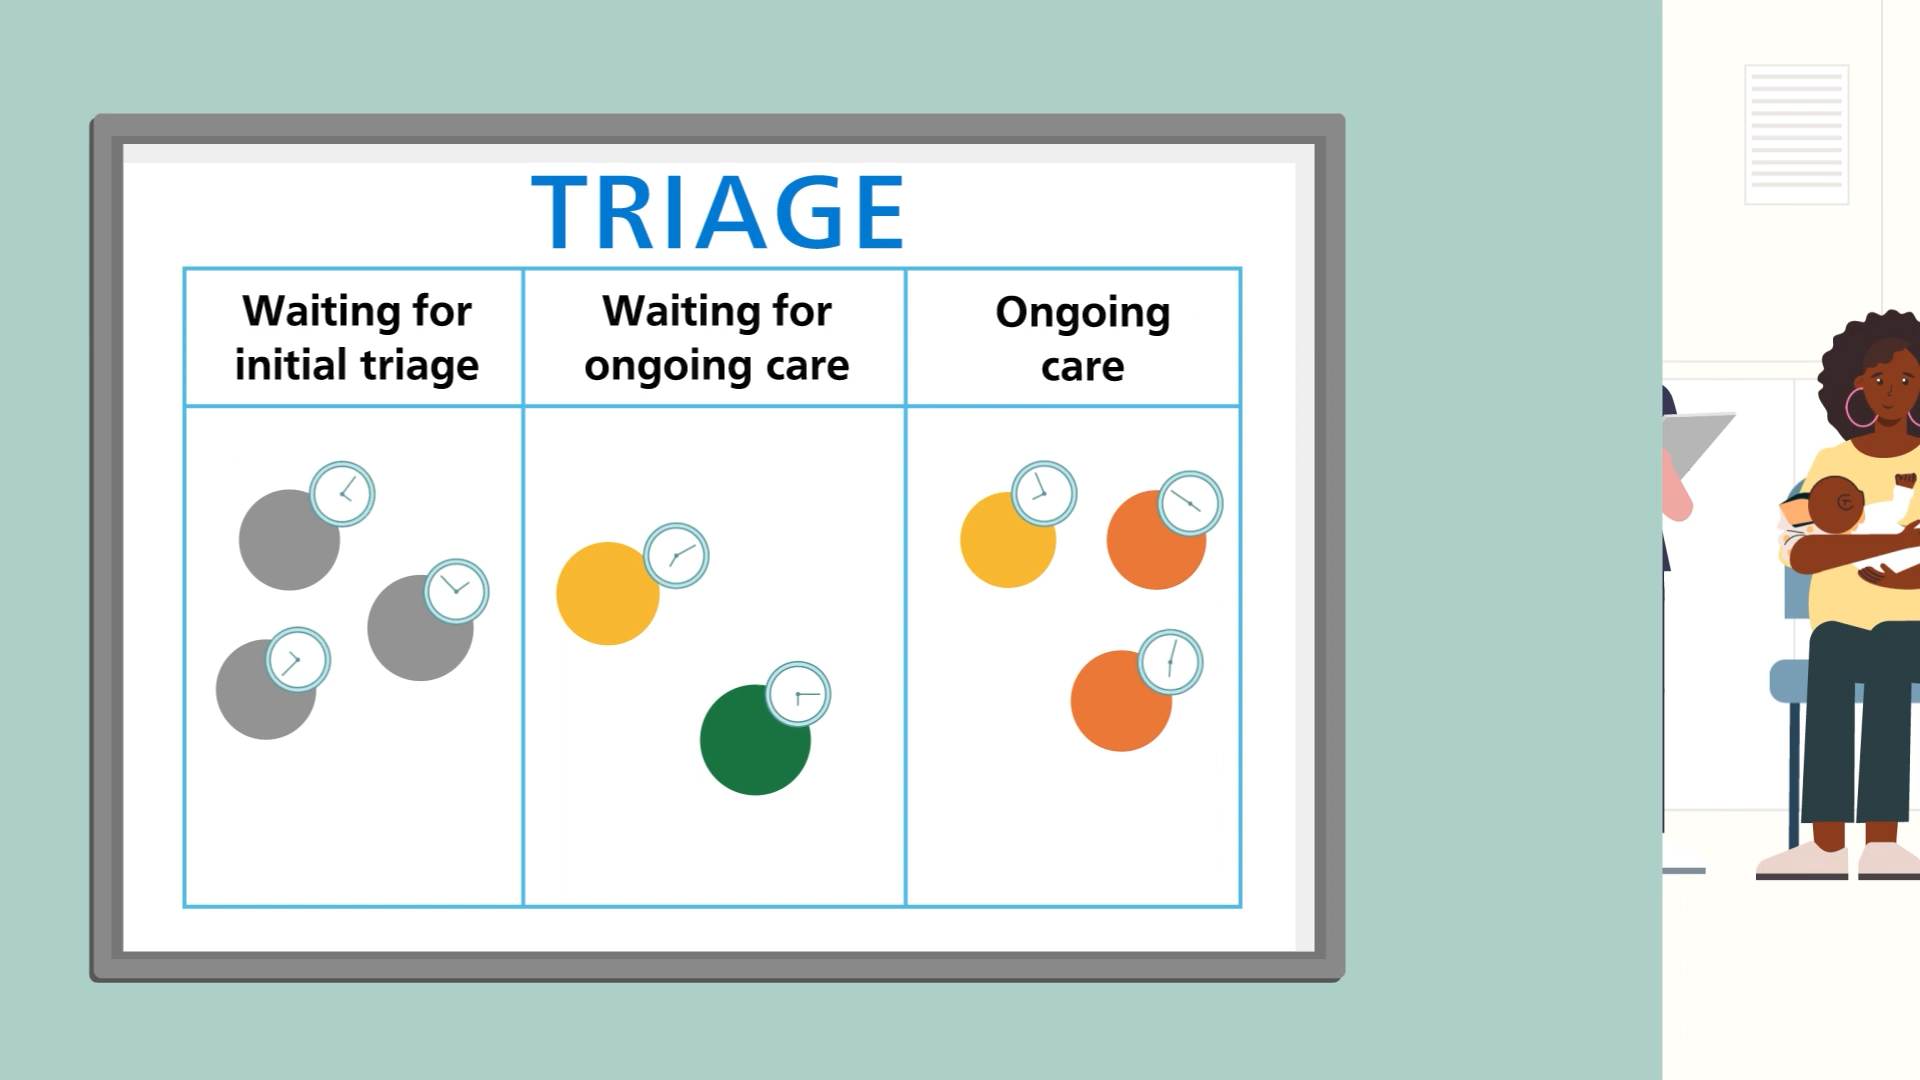 TRIAGE
Waiting for
initial triage
Waiting for
ongoing care
Ongoing
care